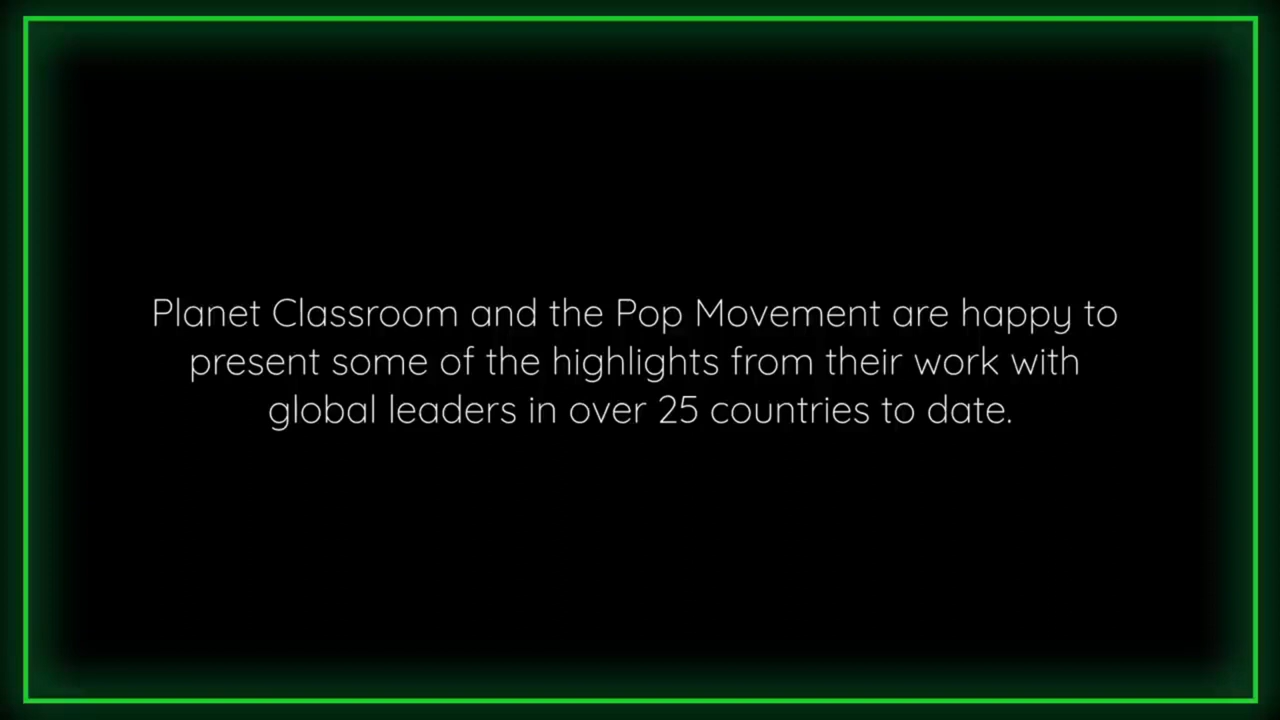 Planet Classroom and the Pop Movement are happy to
present some of the highlights from their work with
global leaders in over 25 countries to date.